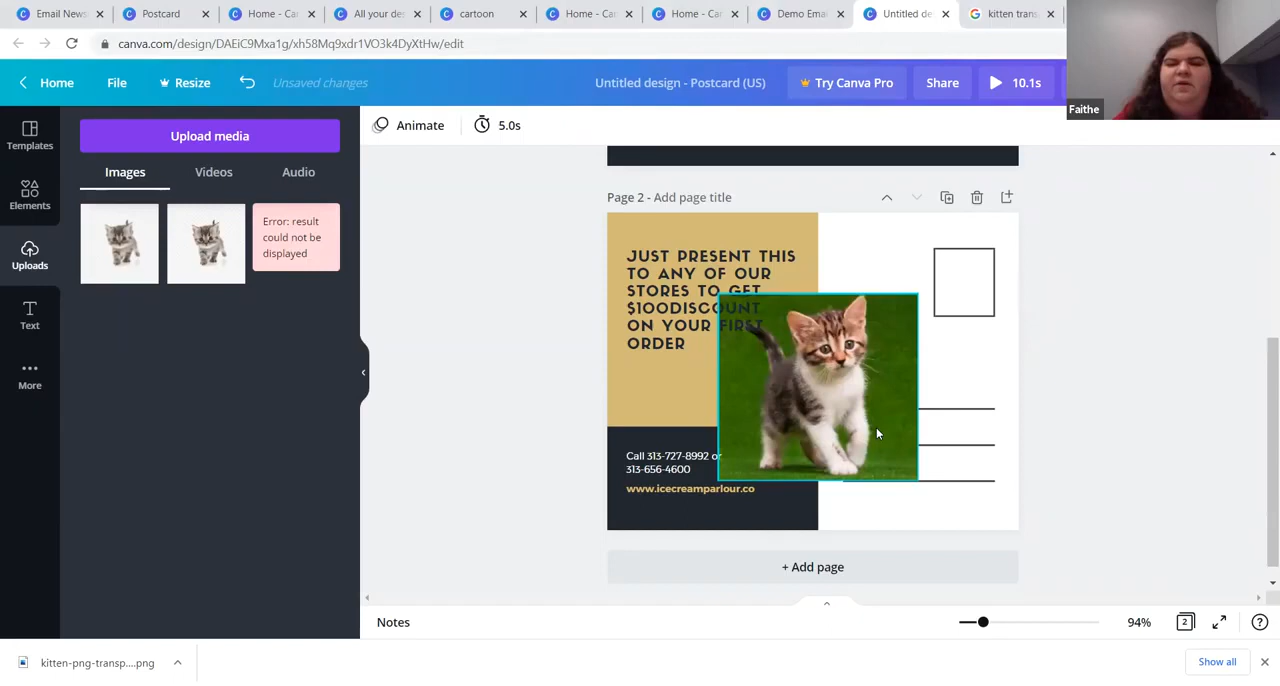 Email News
Postcard
Home - Ca
All your de
cartoon
Home - Ca
Home - Ca
Demo Ema
Untitled de
kitten trans
canva.com/design/DAEiC9Mxa1g/xh58Mq9xdr1VO3k4DyXtHw/edit
Home
File
Resize
Unsaved changes
Untitled design - Postcard (US)
Try Canva Pro
Share
10.1s
Faithe
Templates
Elements
Uploads
Text
More
Upload media
Images
Videos
Audio
Error: result
could not be
displayed
Animate
5.0s
Page 2 - Add page title
JUST PRESENT THIS
TO ANY OF OUR
STORES TO GET
$100DISCOUNT
ON YOUR FIRST
ORDER
Call 313-727-8992 or
313-656-4600
www.icecreamparlour.co
+ Add page
Notes
94%
2
?
kitten-png-transp....png
Show all